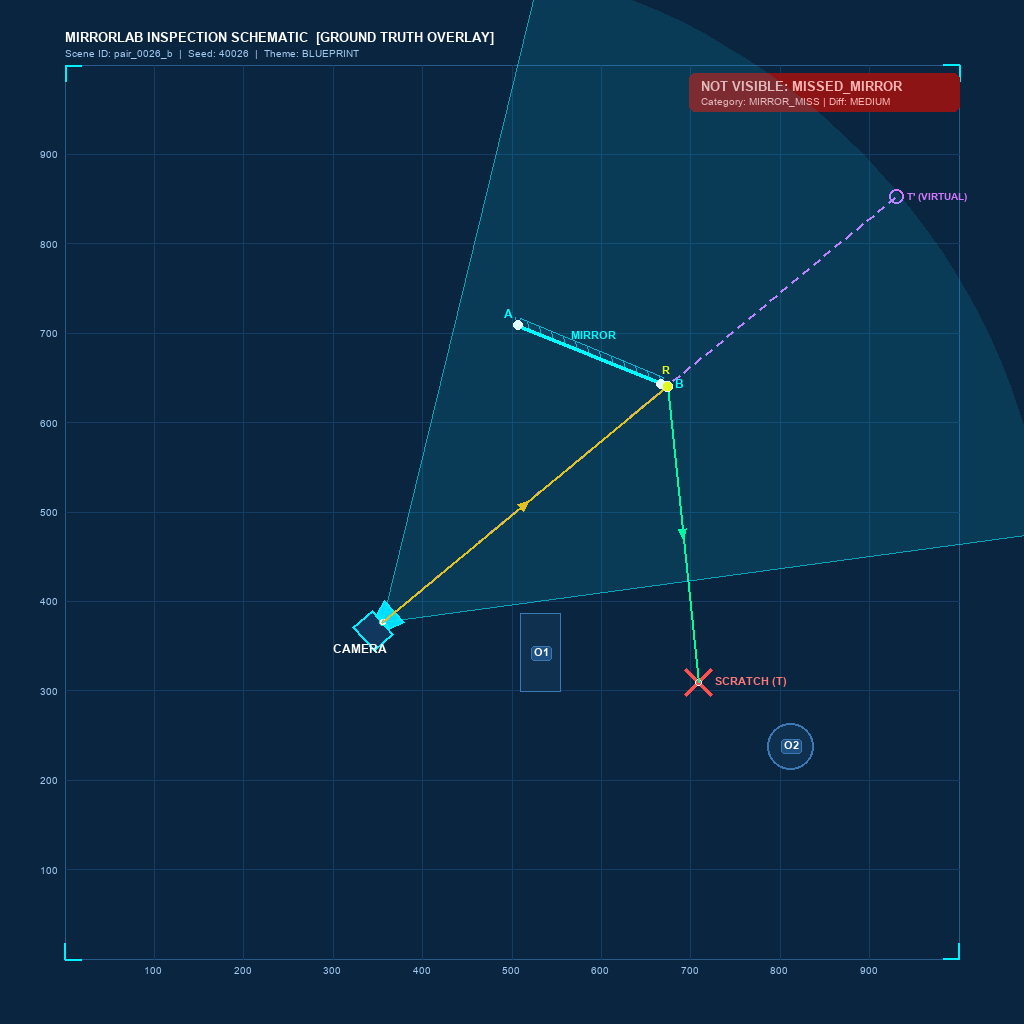 MIRRORLAB INSPECTION SCHEMATIC [GROUND TRUTH OVERLAY]
Scene ID: pair_0026_b | Seed: 40026 | Theme: BLUEPRINT
NOT VISIBLE: MISSED_MIRROR
Category: MIRROR_MISS | Diff: MEDIUM
900
T' (VIRTUAL)
800
A
700
MIRROR
R
B
600
500
400
CAMERA
O1
SCRATCH (T)
300
O2
200
100
100 200 300 400 500 600 700 800 900